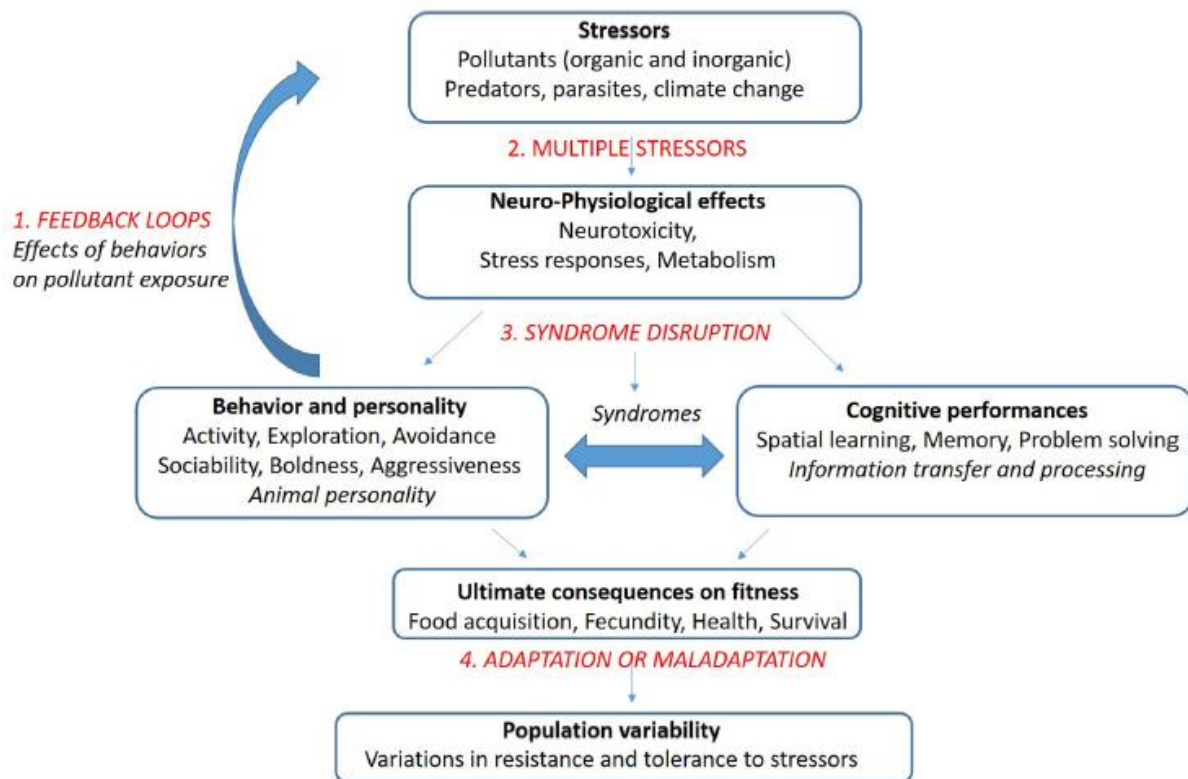 Stressors
Pollutants (organic and inorganic)
Predators, parasites, climate change
2. MULTIPLE STRESSORS
Neuro-Physiological effects
Neurotoxicity,
Stress responses, Metabolism
1. FEEDBACK LOOPS
Effects of behaviors
on pollutant exposure
3. SYNDROME DISRUPTION
Behavior and personality
Activity, Exploration, Avoidance
Sociability, Boldness, Aggressiveness
Animal personality
Syndromes
Cognitive performances
Spatial learning, Memory, Problem solving
Information transfer and processing
Ultimate consequences on fitness
Food acquisition, Fecundity, Health, Survival
4. ADAPTATION OR MALADAPTATION
Population variability
Variations in resistance and tolerance to stressors